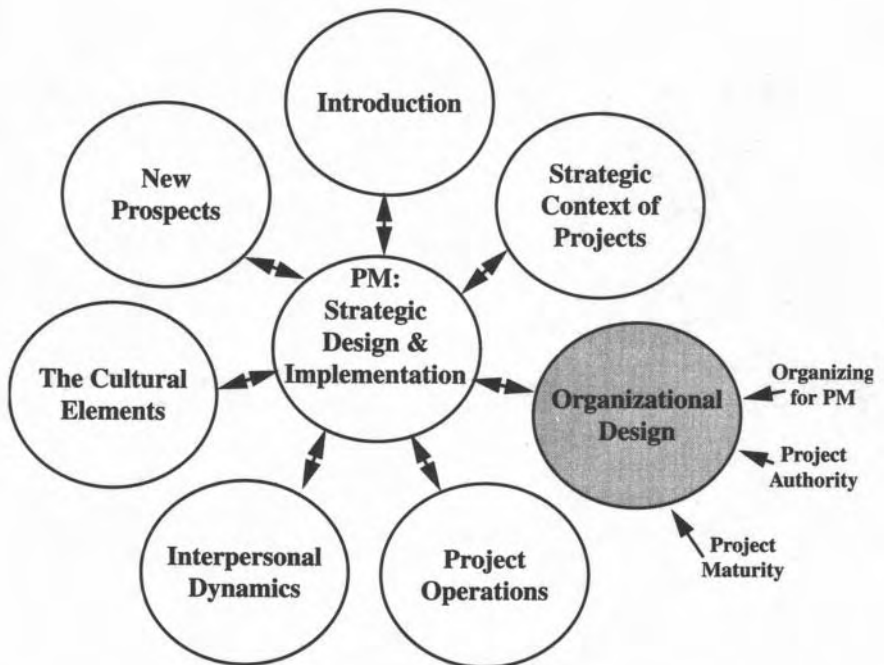 Introduction
New
Prospects
Strategic
Context of
Projects
PM:
Strategic
Design &
Implementation
The Cultural
Elements
Organizational
Design
Organizing
for PM
Project
Authority
Project
Maturity
Interpersonal
Dynamics
Project
Operations